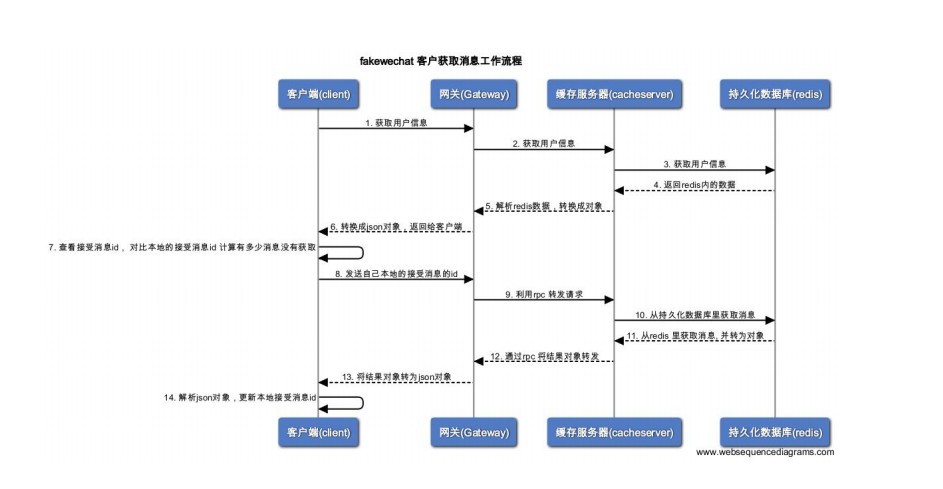 fakewechat 客户获取消息工作流程
客户端(client)
网关(Gateway)
缓存服务器(cacheserver)
持久化数据库(redis)
1. 获取用户信息
2. 获取用户信息
3. 获取用户信息
4. 返回redis内的数据
5. 解析redis数据，转换成对象
6. 转换成json对象，返回给客户端
7. 查看接受消息id， 对比本地的接受消息id 计算有多少消息没有获取
8. 发送自己本地的接受消息的id
9. 利用rpc 转发请求
10. 从持久化数据库里获取消息
11. 从redis 里获取消息, 并转为对象
12. 通过rpc 将结果对象转发
13. 将结果对象转为json对象
14. 解析json对象，更新本地接受消息id
客户端(client)
网关(Gateway)
缓存服务器(cacheserver)
持久化数据库(redis)
www.websequencediagrams.com